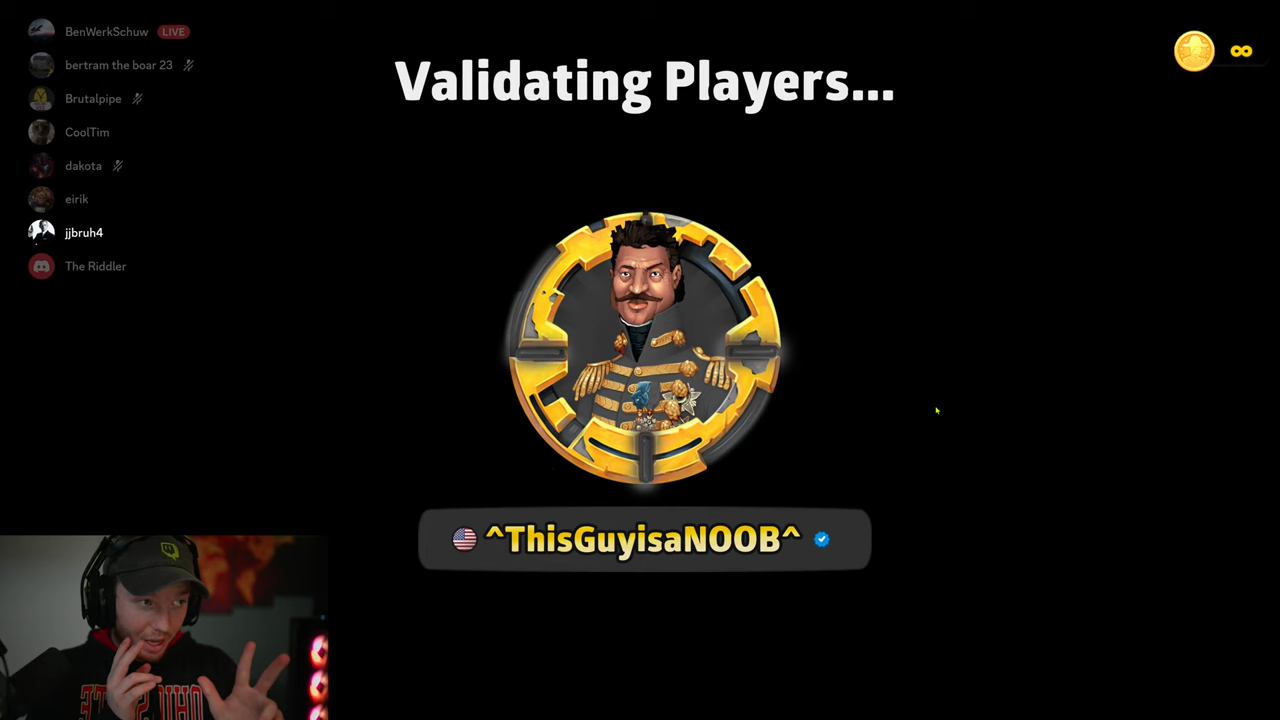 BenWerkSchuw LIVE
bertram the boar 23
Brutalpipe
CoolTim
dakota
eirik
jjbruh4
The Riddler
Validating Players...
∞
^ThisGuyisaNOOB^